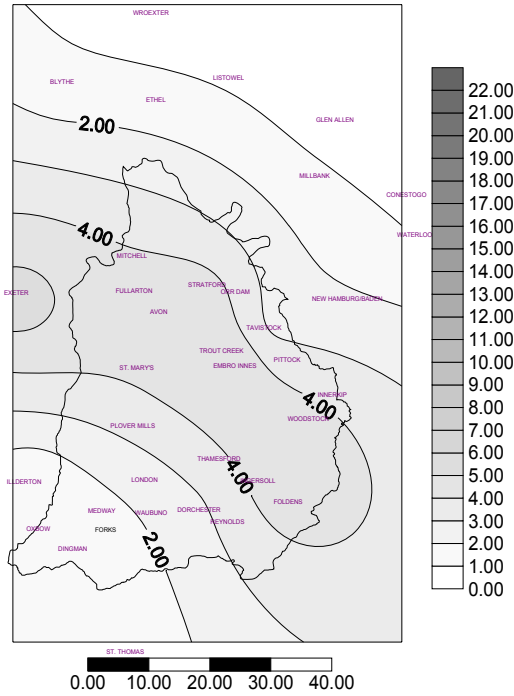 WROEXTER
LISTOWEL
BLYTHE
22.00
ETHEL
21.00
GLEN ALLEN
2.00
20.00
19.00
MILLBANK
18.00
CONESTOGO
17.00
4.00
WATERLOO
16.00
MITCHELL
15.00
14.00
STRATFORD
EXETER
FULLARTON
ORR DAM
NEW HAMBURG/BADEN
13.00
AVON
12.00
TAVISTOCK
11.00
TROUT CREEK
PITTOCK
10.00
ST. MARY'S
EMBRO INNES
9.00
INNERKIP
4.00
8.00
WOODSTOCK
PLOVER MILLS
7.00
6.00
THAMESFORD
4.00
5.00
ILLDERTON
LONDON
INGERSOLL
4.00
FOLDENS
MEDWAY
WAUBUNO
DORCHESTER
3.00
REYNOLDS
OXBOW
FORKS
2.00
2.00
DINGMAN
1.00
0.00
ST. THOMAS
0.00 10.00 20.00 30.00 40.00